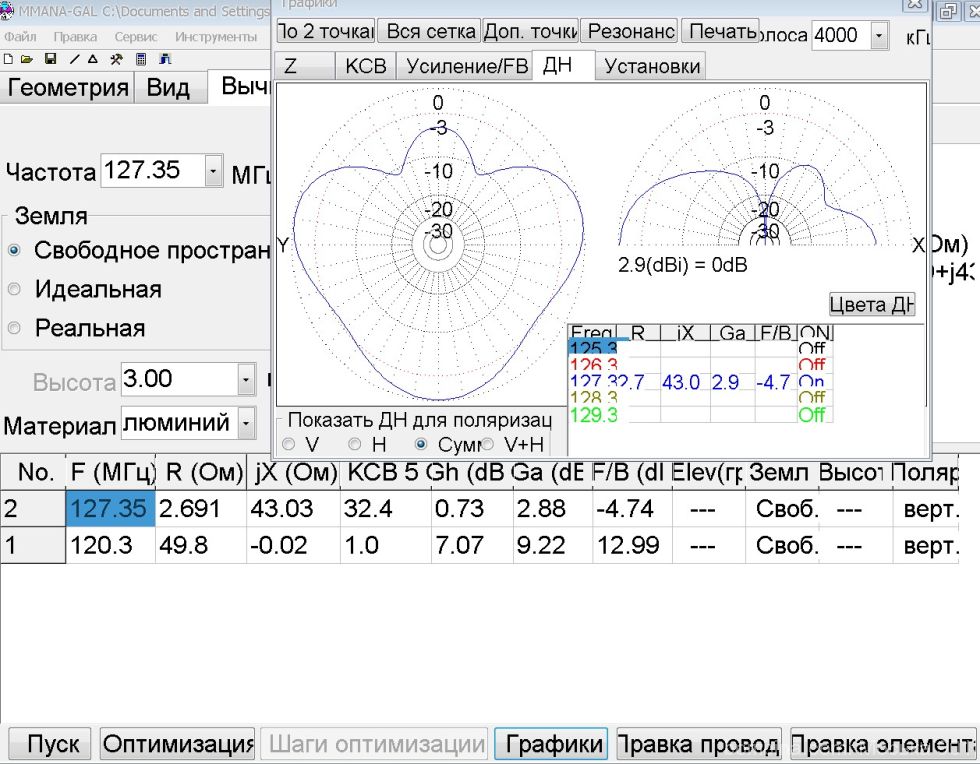 MMANA-GAL C:\Documents and Settings
Графики
Файл Правка Сервис Инструменты
По 2 точкам Вся сетка Доп. точки Резонанс Печать полоса 4000 кГц
Z КСВ Усиление/FB ДН Установки
Геометрия Вид Вычи
0 0
-3 -3
-10 -10
-20 -20
-30 -30
Y X
2.9(dBi) = 0dB
Частота 127.35 МГц
Земля
Свободное простран
Идеальная
Реальная
Высота 3.00
Материал люминий
Ом)
+j43
Цвета ДН
Freq R jX Ga F/B ON
125.3 Off
126.3 Off
127.3 2.7 43.0 2.9 -4.7 On
128.3 Off
129.3 Off
Показать ДН для поляризац
V H Сумм V+H
No. F (МГц) R (Ом) jX (Ом) КСВ 5 Gh (dB Ga (dE F/B (dI Elev(гр Земл Высот Поляр
2 127.35 2.691 43.03 32.4 0.73 2.88 -4.74 --- Своб. --- верт.
1 120.3 49.8 -0.02 1.0 7.07 9.22 12.99 --- Своб. --- верт.
Пуск Оптимизация Шаги оптимизации Графики Правка провод Правка элемент